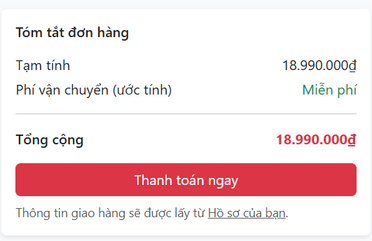 Tóm tắt đơn hàng
Tạm tính 18.990.000₫
Phí vận chuyển (ước tính) Miễn phí
Tổng cộng 18.990.000₫
Thanh toán ngay
Thông tin giao hàng sẽ được lấy từ Hồ sơ của bạn.